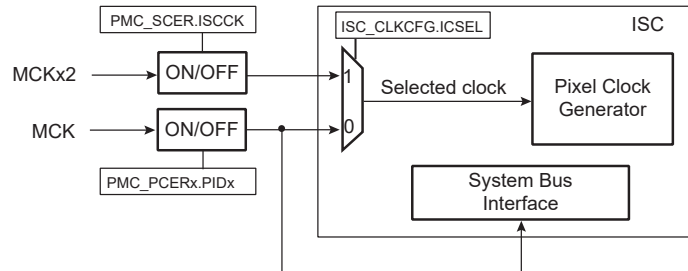 PMC_SCER.ISCCK
ISC_CLKCFG.ICSEL
ISC
MCKx2
ON/OFF
1
Selected clock
Pixel Clock
Generator
MCK
ON/OFF
0
PMC_PCERx.PIDx
System Bus
Interface